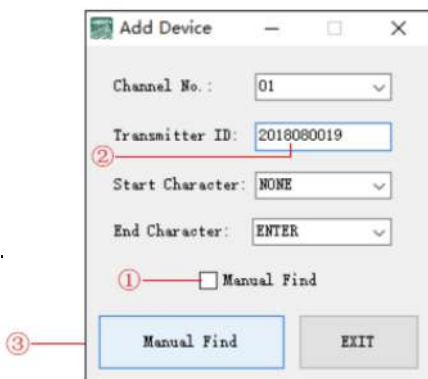 Add Device
Channel No.: 01
Transmitter ID: 2018080019
②
Start Character: NONE
End Character: ENTER
① Manual Find
③ Manual Find EXIT